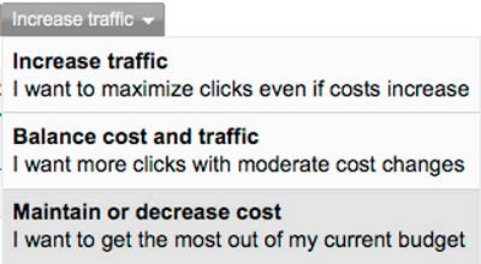 Increase traffic
Increase traffic
I want to maximize clicks even if costs increase
Balance cost and traffic
I want more clicks with moderate cost changes
Maintain or decrease cost
I want to get the most out of my current budget